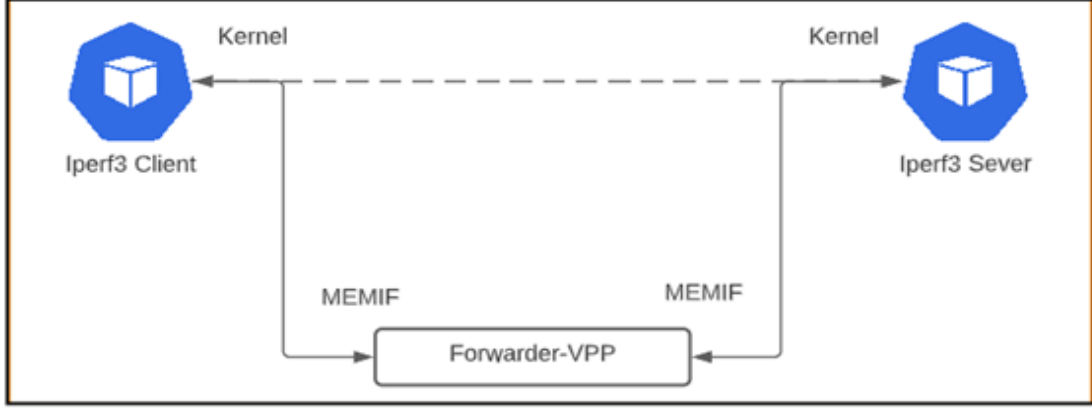 Kernel
Kernel
Iperf3 Client
Iperf3 Sever
MEMIF
MEMIF
Forwarder-VPP